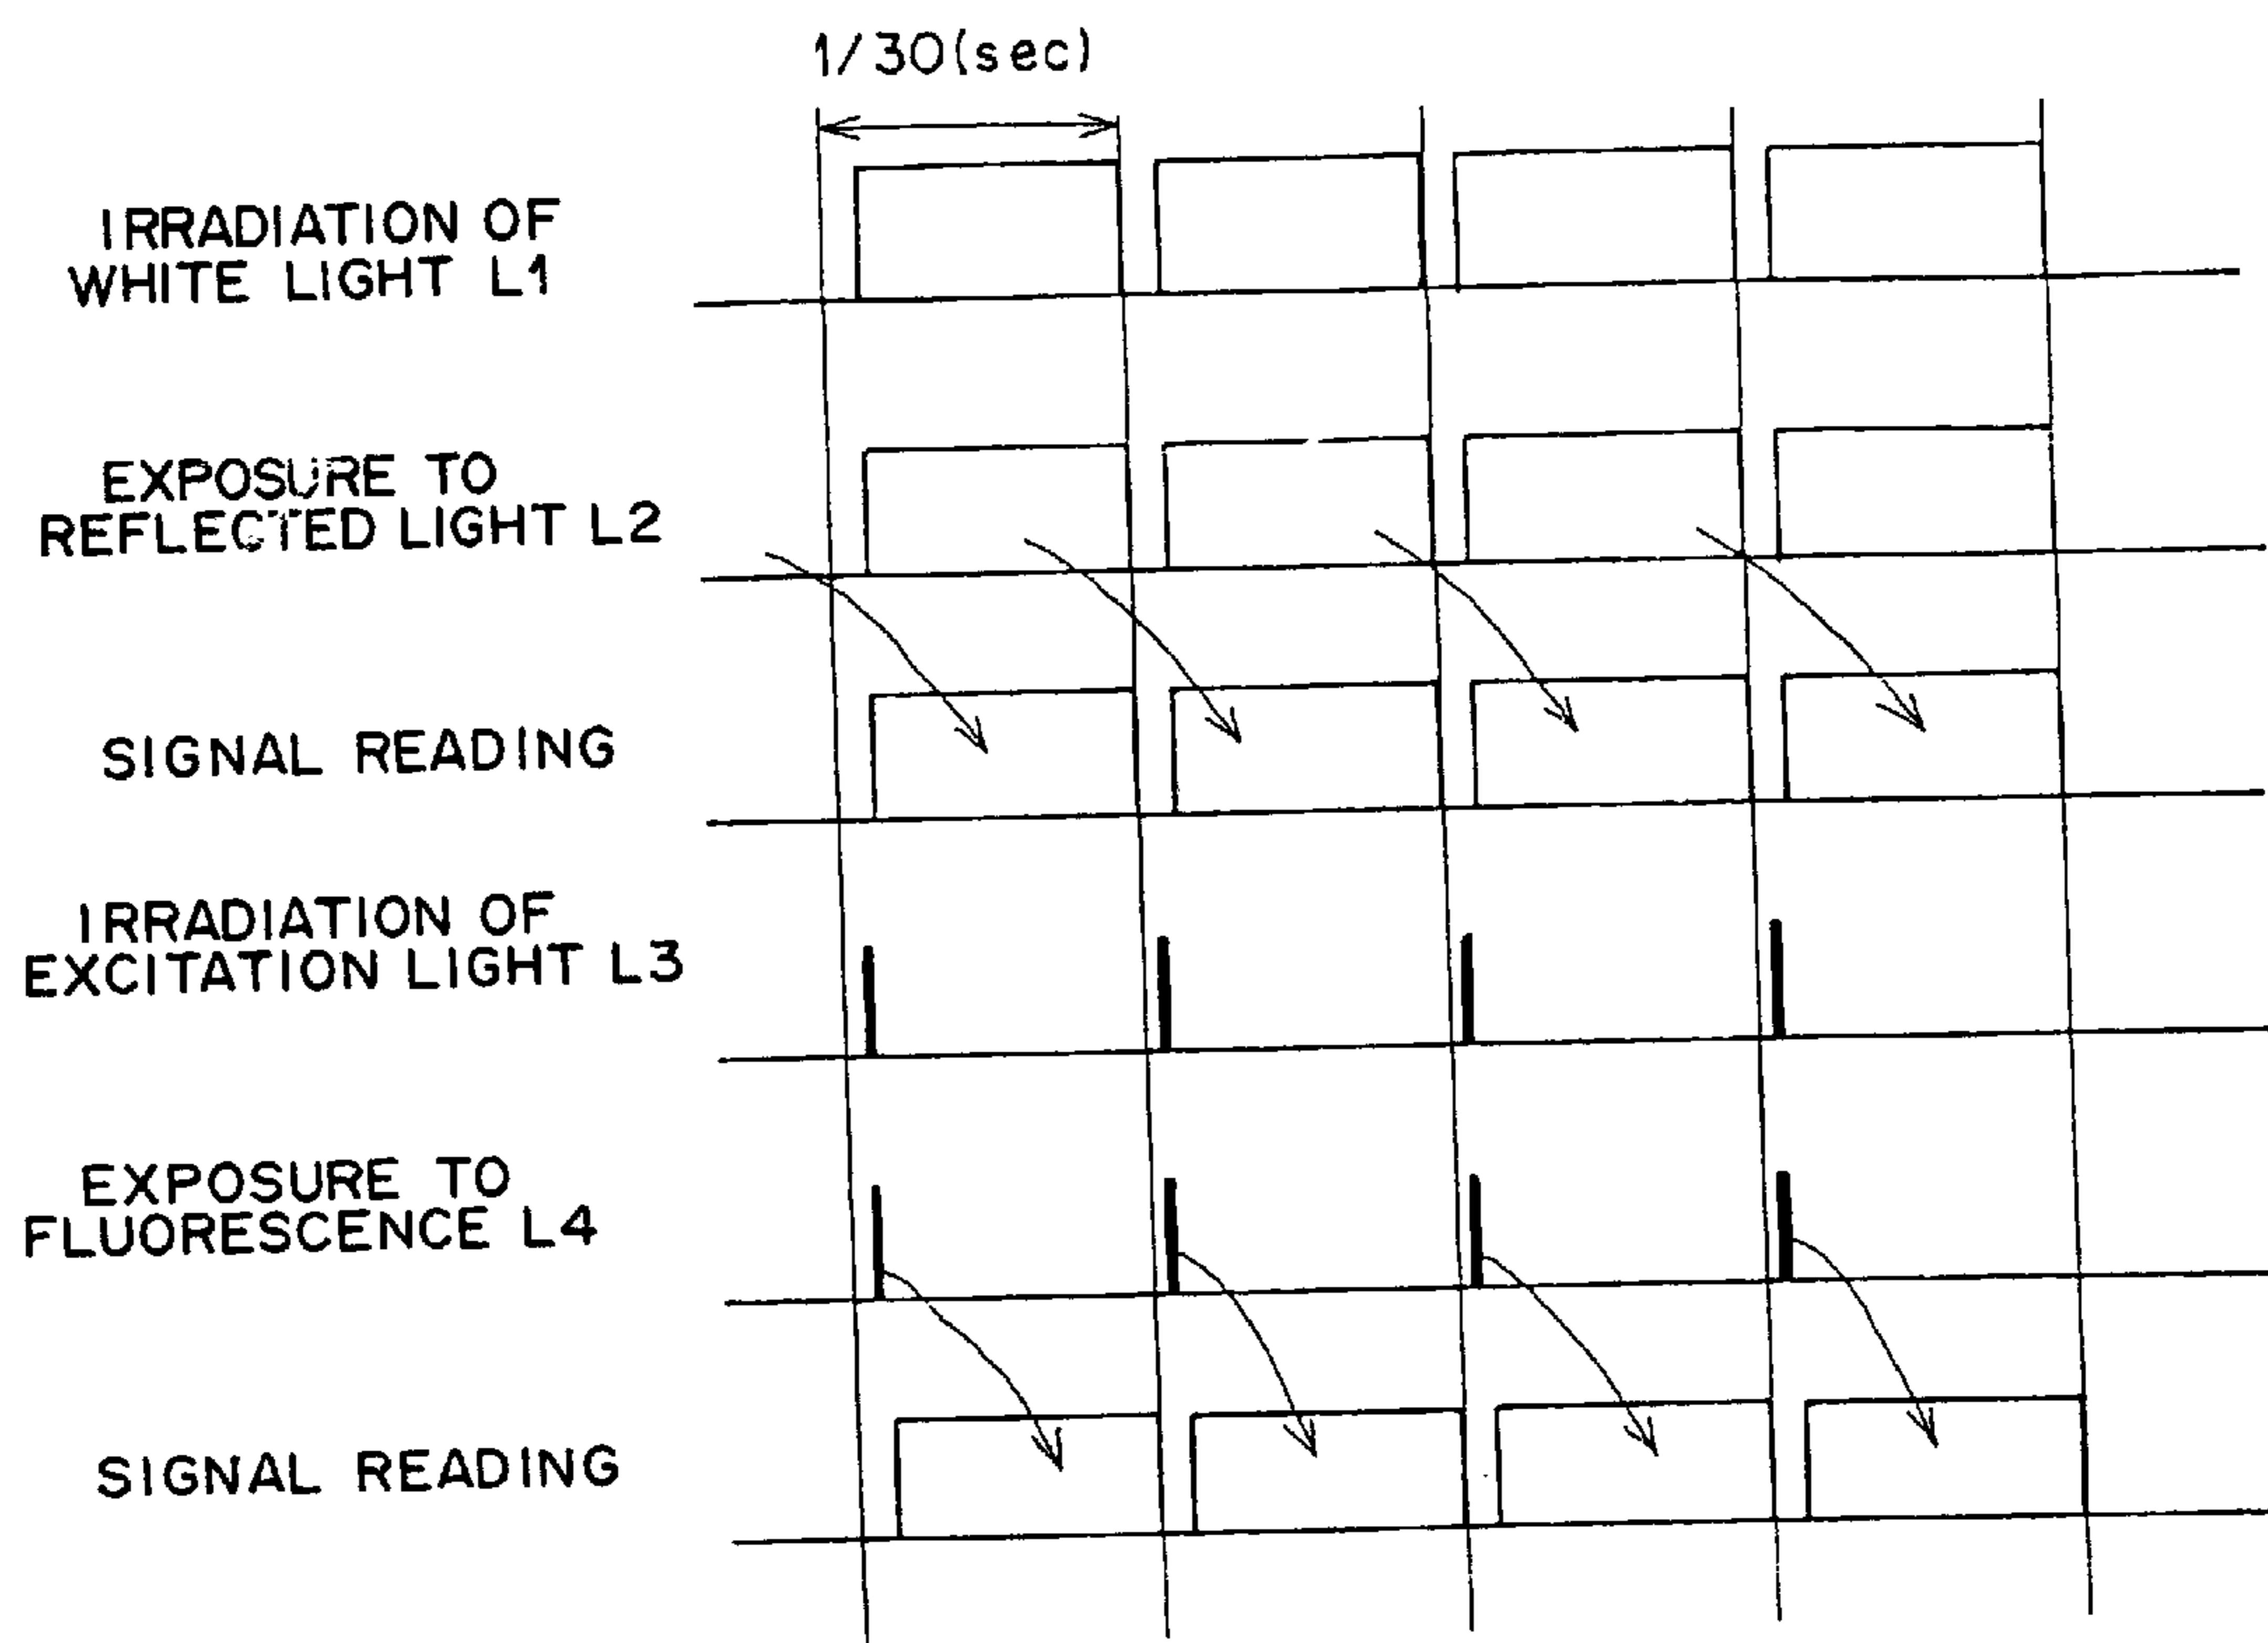 1/30(sec)
IRRADIATION OF
WHITE LIGHT L1
EXPOSURE TO
REFLECTED LIGHT L2
SIGNAL READING
IRRADIATION OF
EXCITATION LIGHT L3
EXPOSURE TO
FLUORESCENCE L4
SIGNAL READING